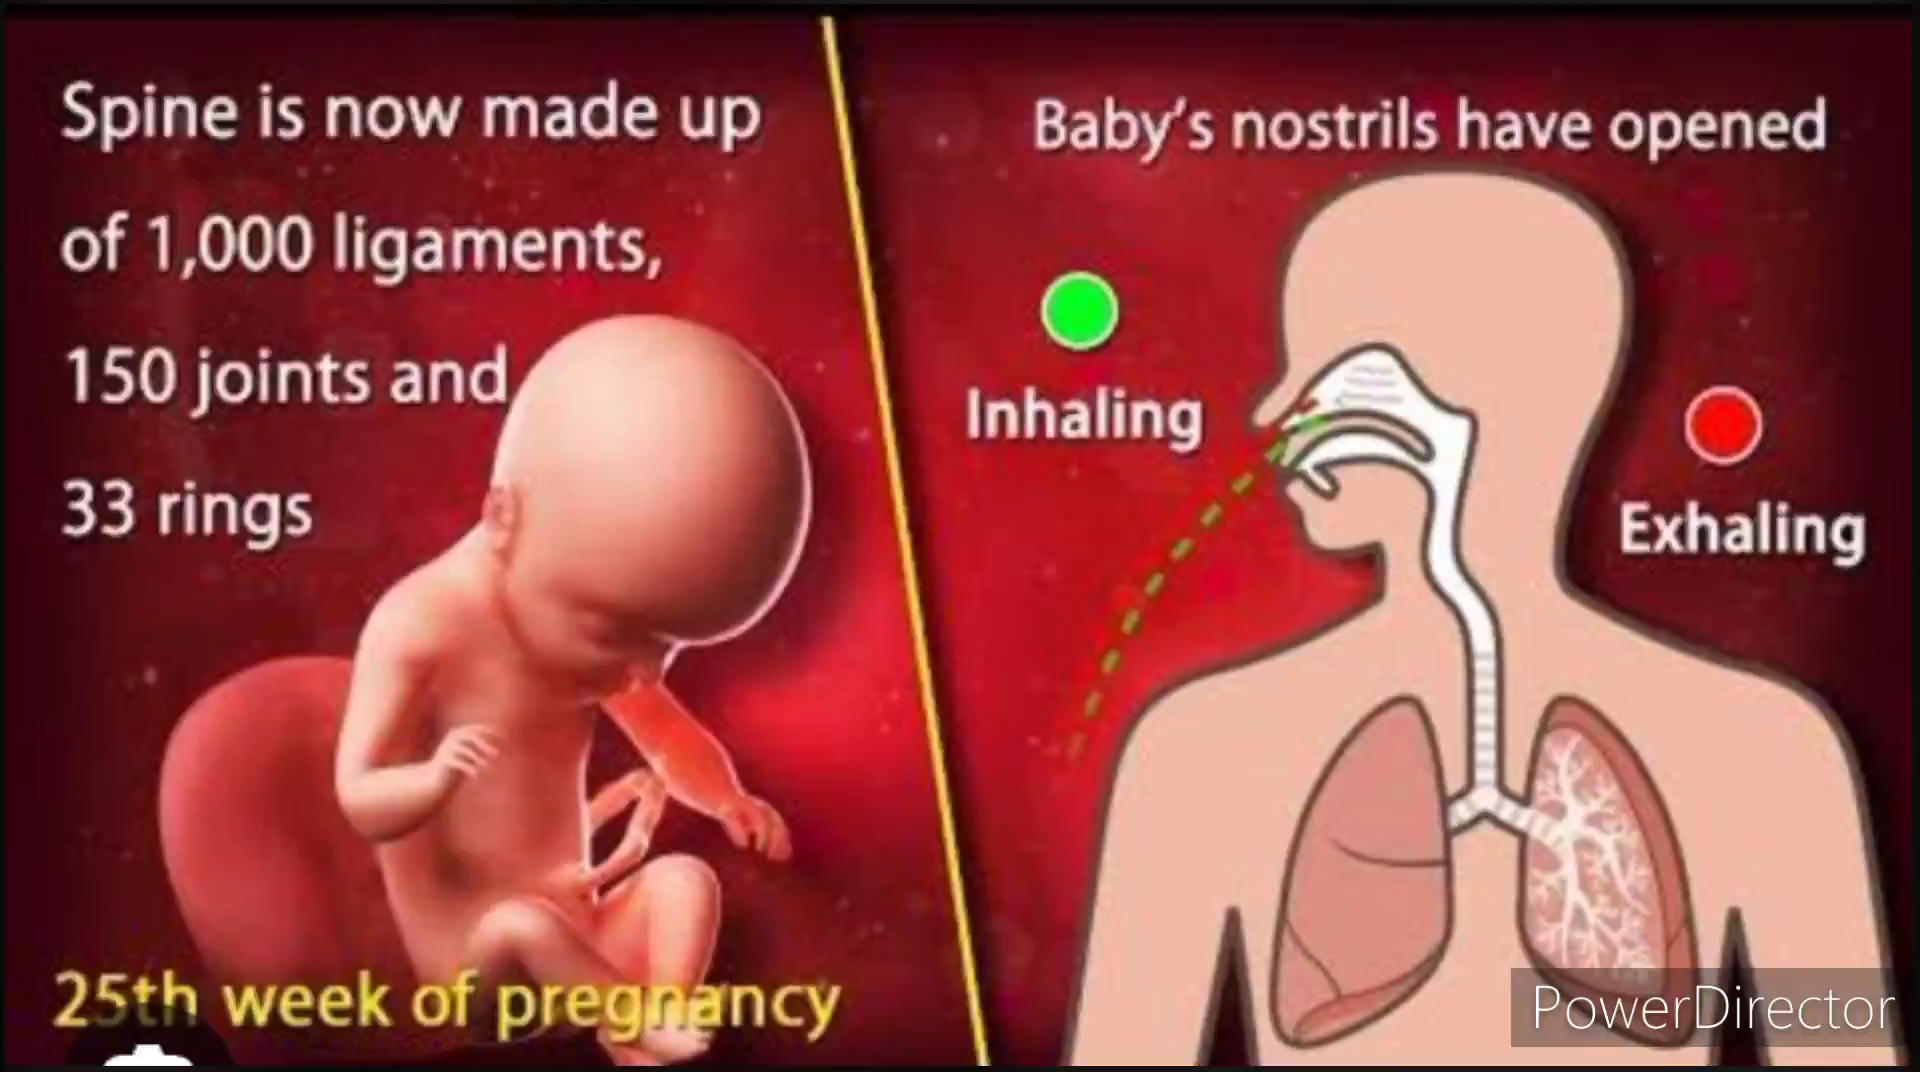 Spine is now made up
of 1,000 ligaments,
150 joints and
33 rings
25th week of pregnancy
Baby's nostrils have opened
Inhaling
Exhaling
PowerDirector